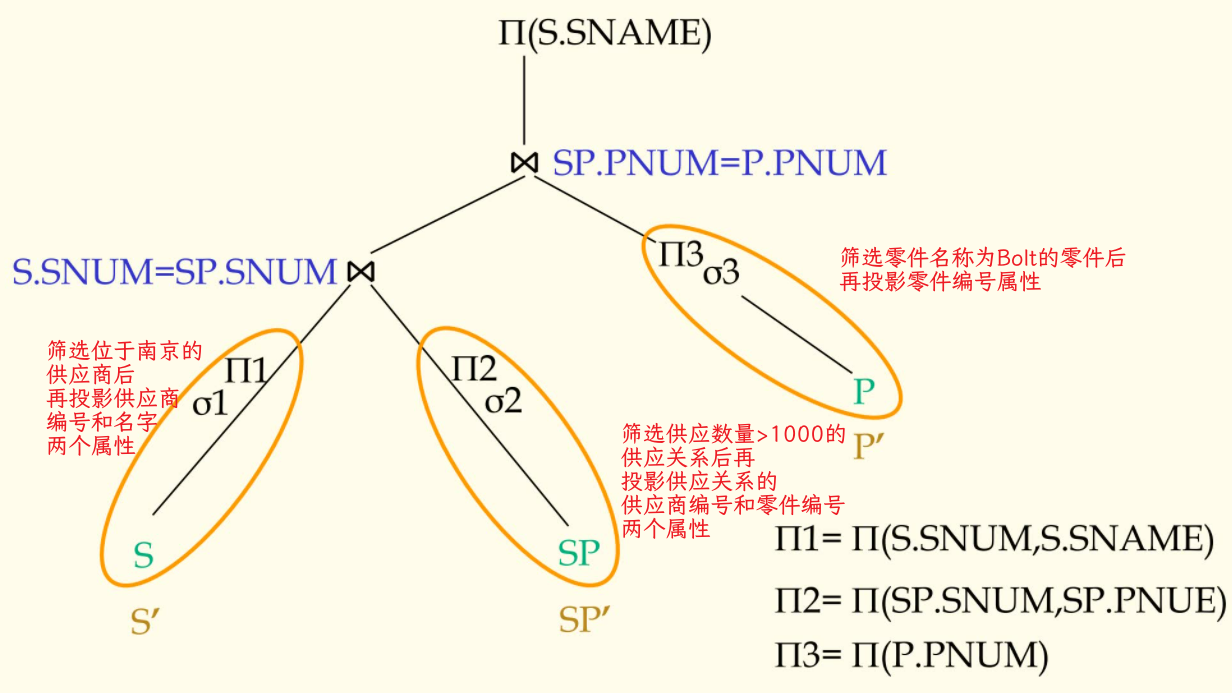 Π(S.SNAME)
⋈ SP.PNUM=P.PNUM
S.SNUM=SP.SNUM ⋈
Π3
σ3
筛选零件名称为Bolt的零件后
再投影零件编号属性
P
P′
筛选位于南京的
供应商后
再投影供应商
编号和名字
两个属性
Π1
σ1
S
S′
Π2
σ2
SP
SP′
筛选供应数量>1000的
供应关系后再
投影供应关系的
供应商编号和零件编号
两个属性
Π1= Π(S.SNUM,S.SNAME)
Π2= Π(SP.SNUM,SP.PNUE)
Π3= Π(P.PNUM)